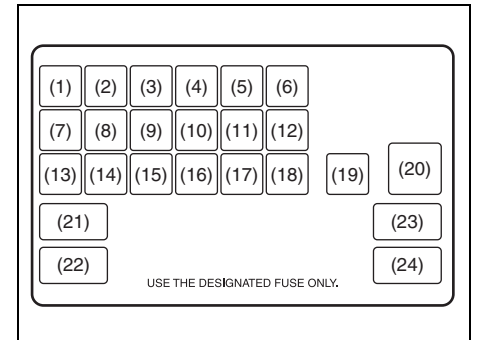 (1) (2) (3) (4) (5) (6)
(7) (8) (9) (10) (11) (12)
(13) (14) (15) (16) (17) (18) (19) (20)
(21) (23)
(22) (24)
USE THE DESIGNATED FUSE ONLY.